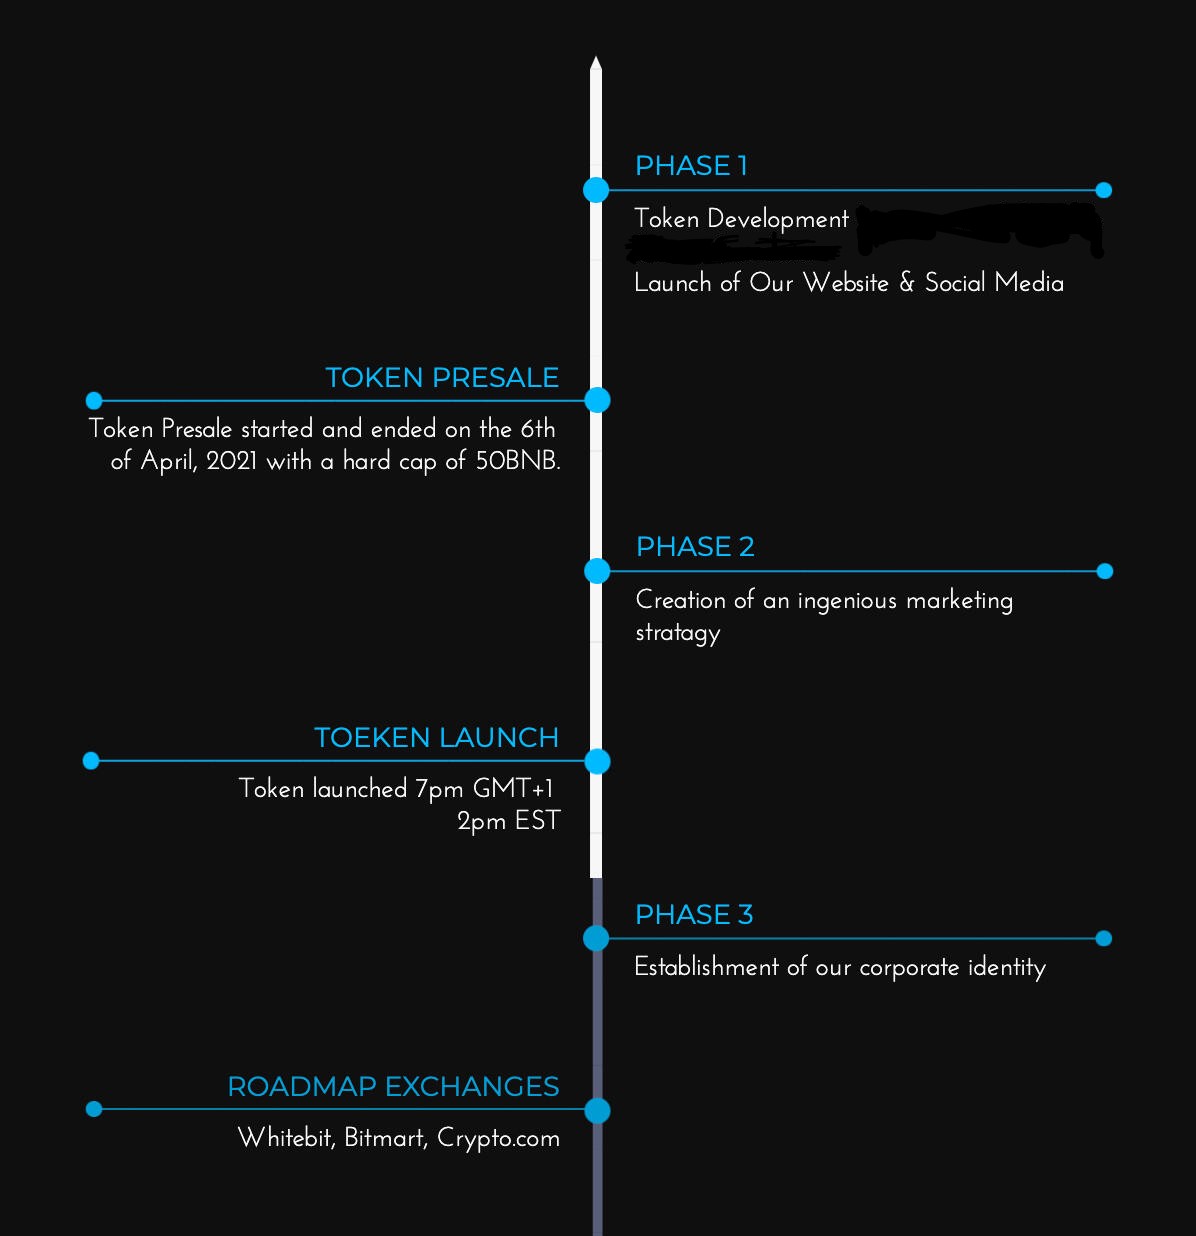 PHASE 1
Token Development
Launch of Our Website & Social Media
TOKEN PRESALE
Token Presale started and ended on the 6th
of April, 2021 with a hard cap of 50BNB.
PHASE 2
Creation of an ingenious marketing
stratagy
TOEKEN LAUNCH
Token launched 7pm GMT+1
2pm EST
PHASE 3
Establishment of our corporate identity
ROADMAP EXCHANGES
Whitebit, Bitmart, Crypto.com